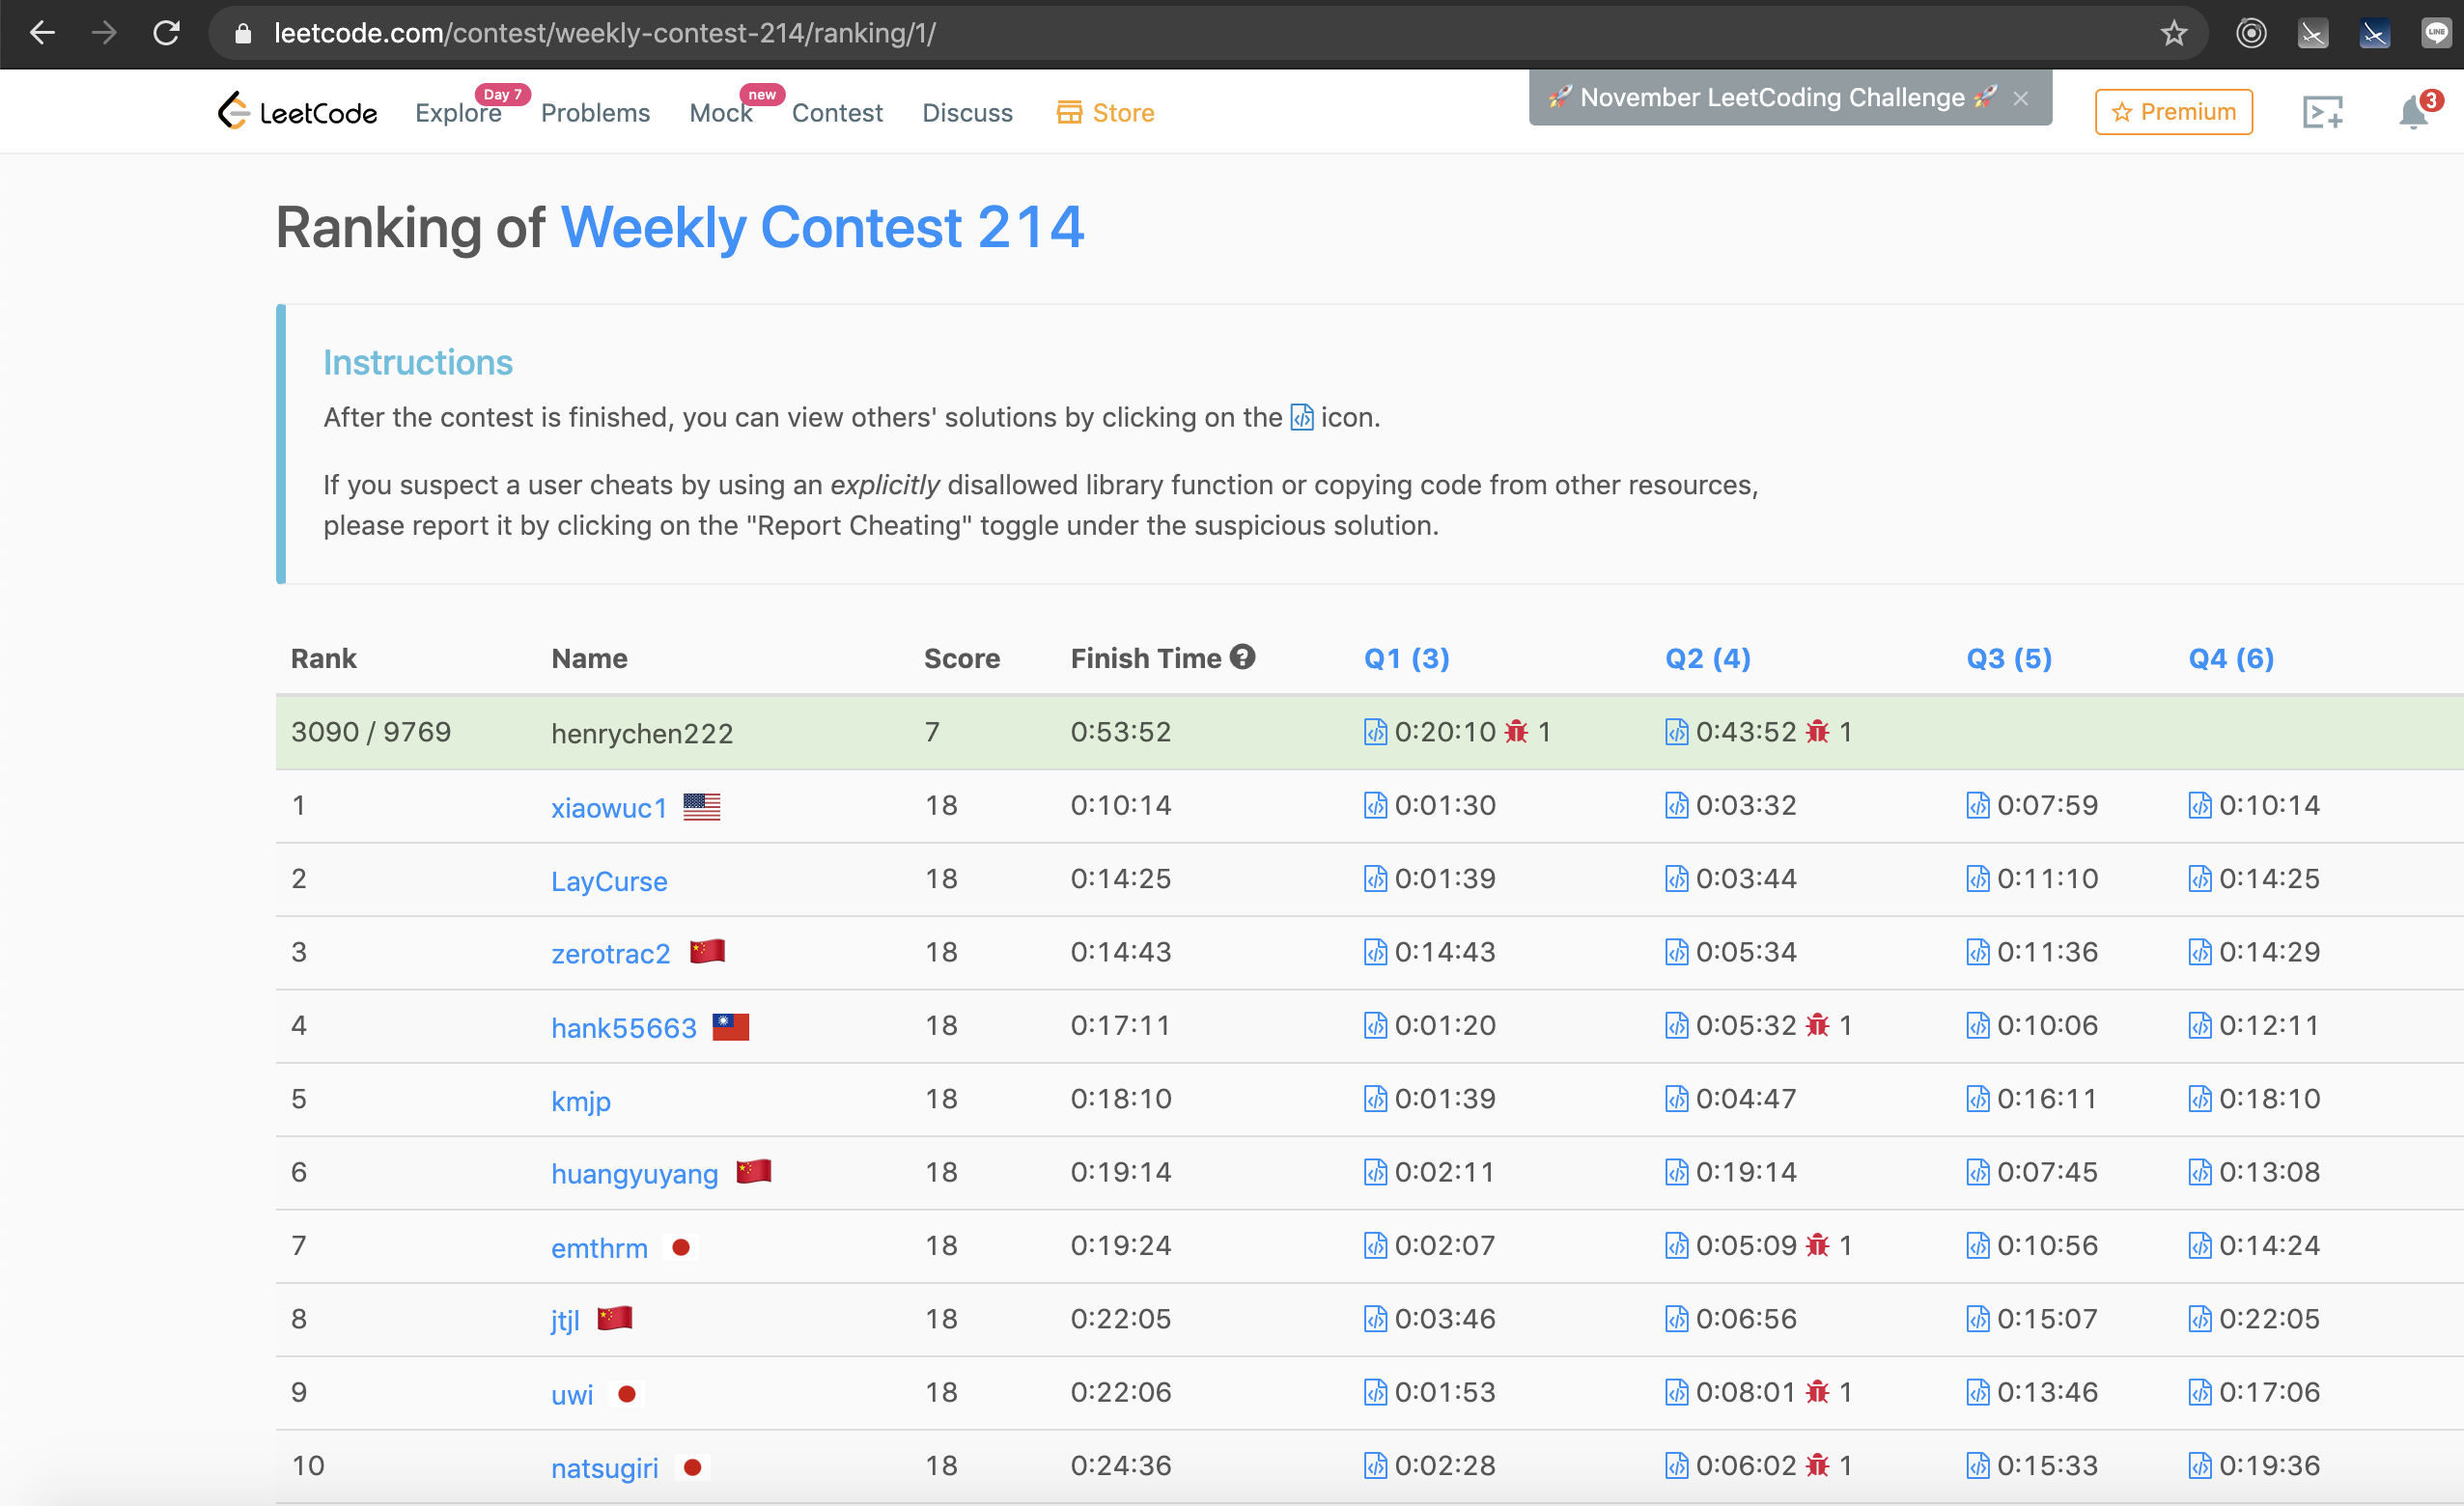 leetcode.com/contest/weekly-contest-214/ranking/1/
LINE
LeetCode Explore Day 7 Problems Mock new Contest Discuss Store 🚀 November LeetCoding Challenge 🚀 × Premium 3
Ranking of Weekly Contest 214
Instructions
After the contest is finished, you can view others' solutions by clicking on the icon.
If you suspect a user cheats by using an explicitly disallowed library function or copying code from other resources,
please report it by clicking on the "Report Cheating" toggle under the suspicious solution.
Rank Name Score Finish Time ? Q1 (3) Q2 (4) Q3 (5) Q4 (6)
3090 / 9769 henrychen222 7 0:53:52 0:20:10 1 0:43:52 1
1 xiaowuc1 18 0:10:14 0:01:30 0:03:32 0:07:59 0:10:14
2 LayCurse 18 0:14:25 0:01:39 0:03:44 0:11:10 0:14:25
3 zerotrac2 18 0:14:43 0:14:43 0:05:34 0:11:36 0:14:29
4 hank55663 18 0:17:11 0:01:20 0:05:32 1 0:10:06 0:12:11
5 kmjp 18 0:18:10 0:01:39 0:04:47 0:16:11 0:18:10
6 huangyuyang 18 0:19:14 0:02:11 0:19:14 0:07:45 0:13:08
7 emthrm 18 0:19:24 0:02:07 0:05:09 1 0:10:56 0:14:24
8 jtjl 18 0:22:05 0:03:46 0:06:56 0:15:07 0:22:05
9 uwi 18 0:22:06 0:01:53 0:08:01 1 0:13:46 0:17:06
10 natsugiri 18 0:24:36 0:02:28 0:06:02 1 0:15:33 0:19:36